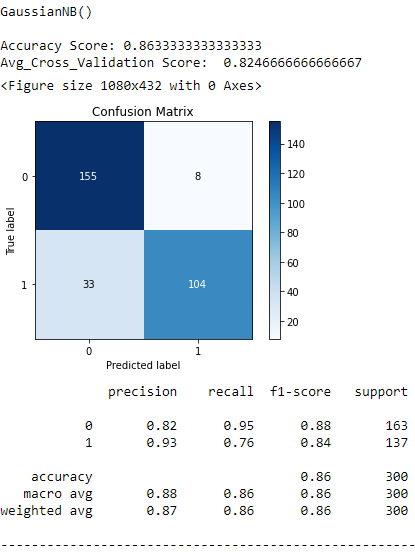 GaussianNB()
Accuracy Score: 0.8633333333333333
Avg_Cross_Validation Score:  0.8246666666666667
<Figure size 1080x432 with 0 Axes>
Confusion Matrix
0 155 8
1 33 104
0 1
True label
Predicted label
140
120
100
80
60
40
20
precision recall f1-score support
0 0.82 0.95 0.88 163
1 0.93 0.76 0.84 137
accuracy 0.86 300
macro avg 0.88 0.86 0.86 300
weighted avg 0.87 0.86 0.86 300
----------------------------------------------------